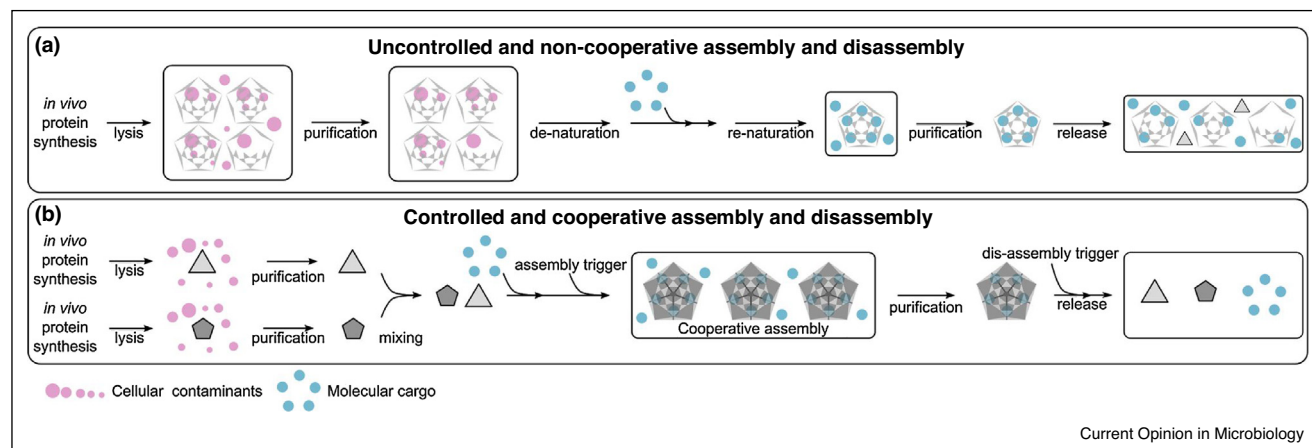 (a)
Uncontrolled and non-cooperative assembly and disassembly
in vivo
protein
synthesis
lysis
purification
de-naturation
re-naturation
purification
release
(b)
Controlled and cooperative assembly and disassembly
in vivo
protein
synthesis
lysis
purification
in vivo
protein
synthesis
lysis
purification
mixing
assembly trigger
Cooperative assembly
purification
dis-assembly trigger
release
Cellular contaminants
Molecular cargo
Current Opinion in Microbiology